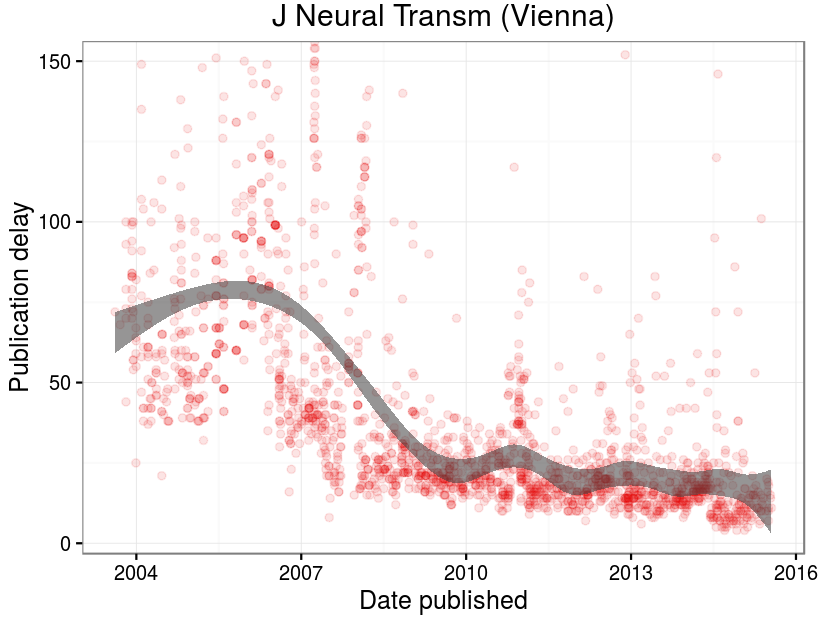 J Neural Transm (Vienna)
150
100
50
0
Publication delay
2004 2007 2010 2013 2016
Date published